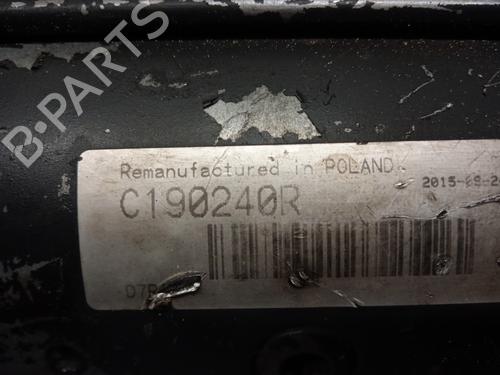 B-PARTS
Remanufactured in POLAND
C190240R